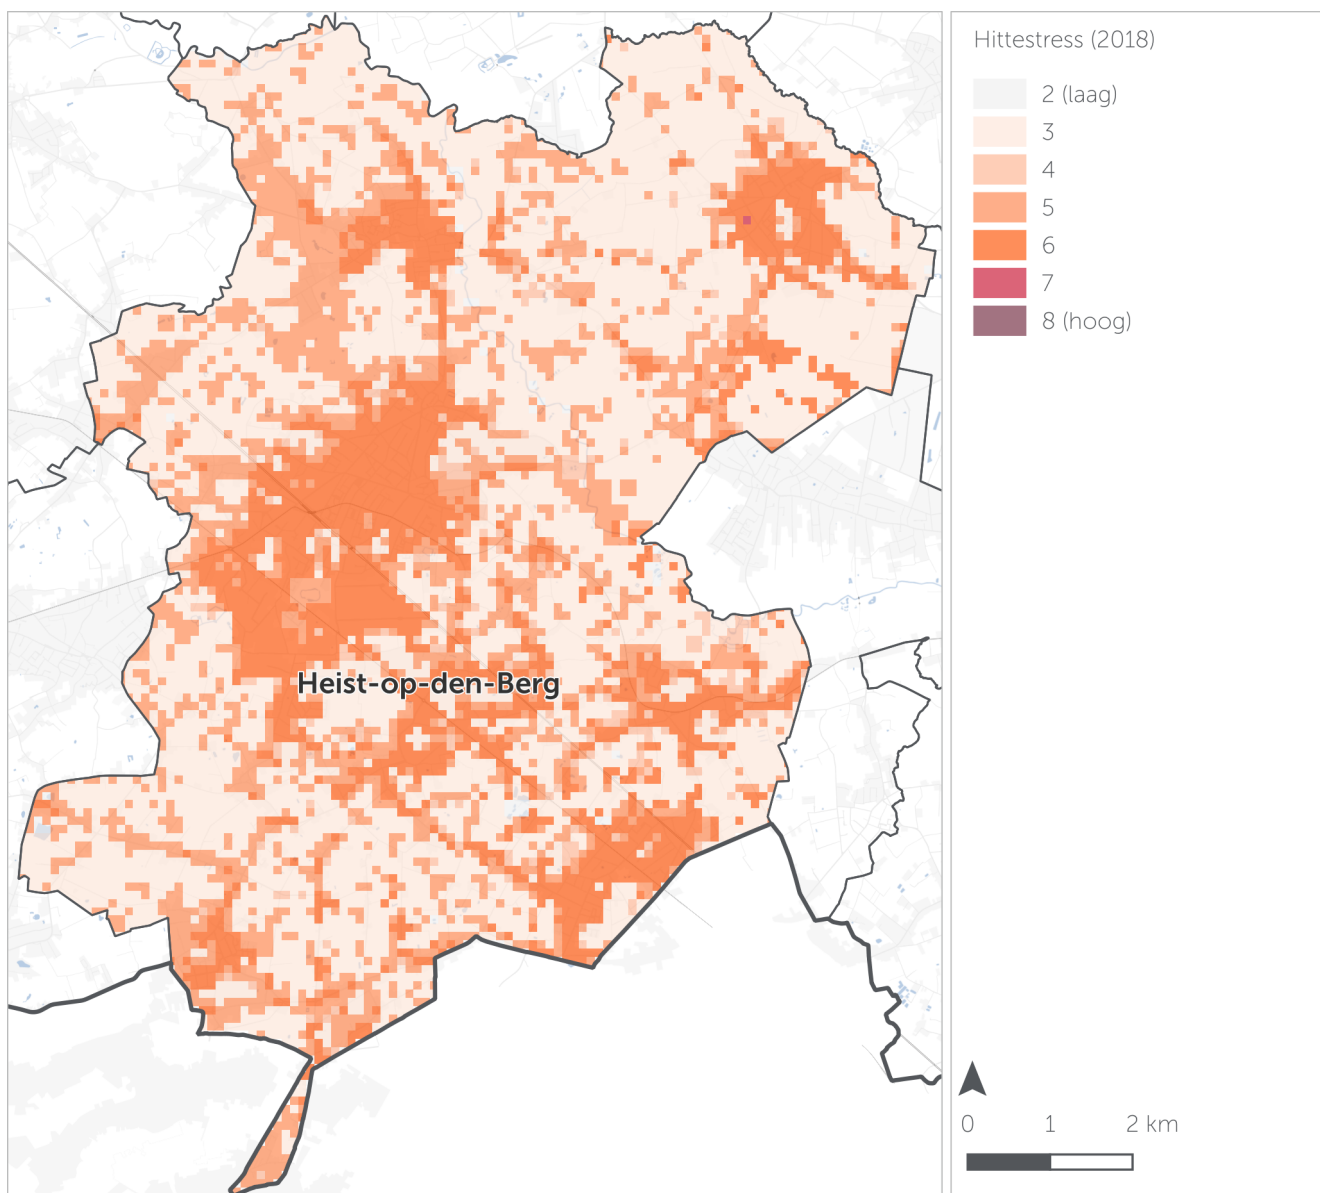 Hittestress (2018)
2 (laag)
3
4
5
6
7
8 (hoog)
Heist-op-den-Berg
0 1 2 km